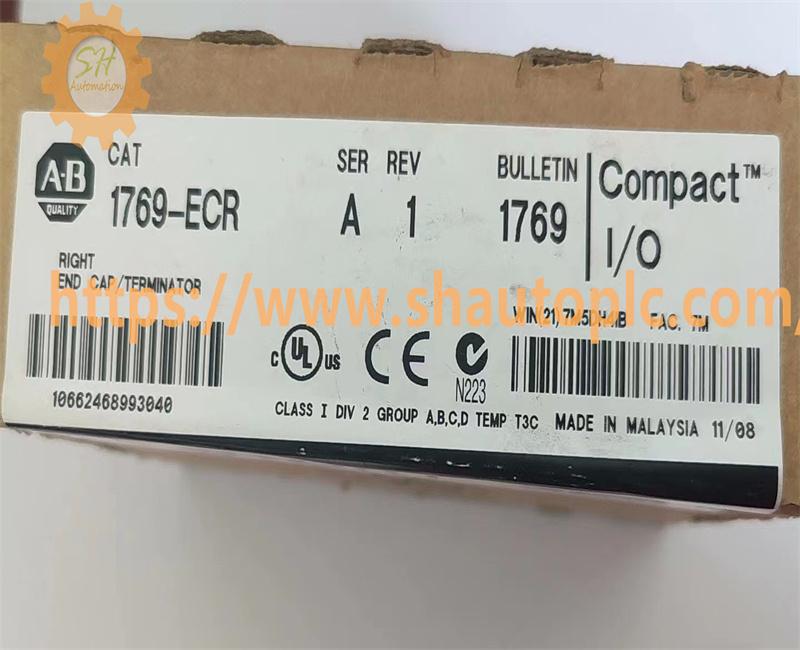 SH
Automation
A-B
QUALITY
CAT
1769-ECR
SER REV
A 1
BULLETIN
1769
Compact™
I/O
RIGHT
END CAP/TERMINATOR
https://www.shautoplc.com/
FAC. 7M
10662468993040
C UL US
CE
N223
CLASS I DIV 2 GROUP A,B,C,D TEMP T3C MADE IN MALAYSIA 11/08